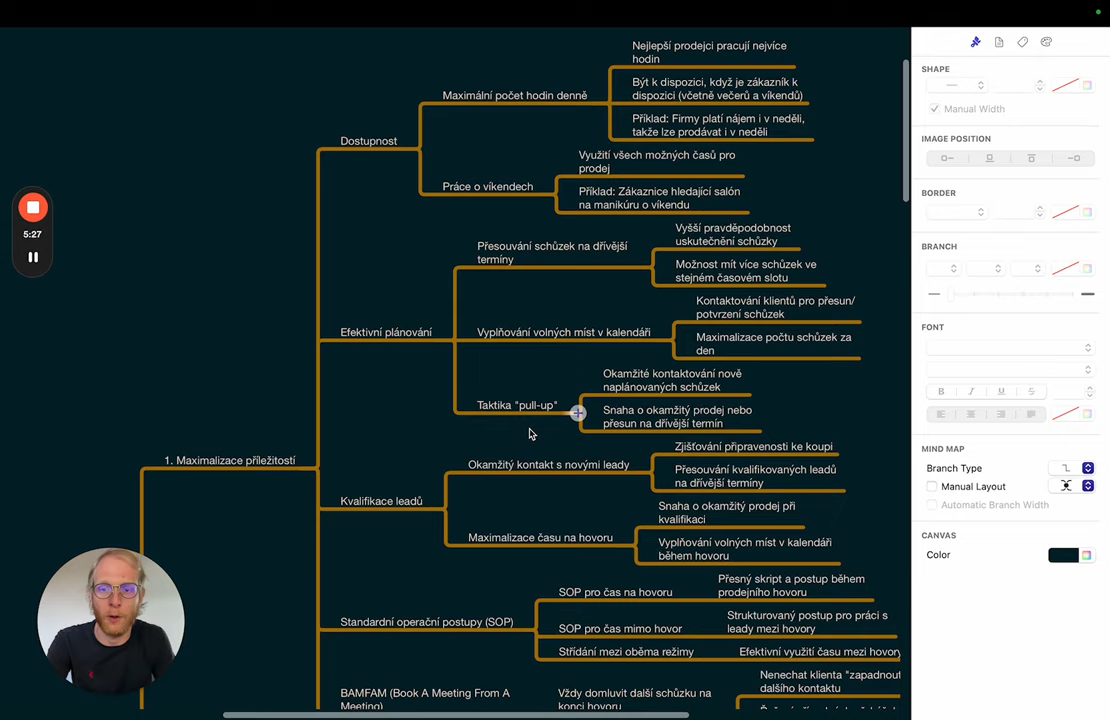 Nejlepší prodejci pracují nejvíce
hodin
Maximální počet hodin denně
Být k dispozici, když je zákazník k
dispozici (včetně večerů a víkendů)
Příklad: Firmy platí nájem i v neděli,
takže lze prodávat i v neděli
Dostupnost
Práce o víkendech
Využití všech možných časů pro
prodej
Příklad: Zákaznice hledající salón
na manikúru o víkendu
Přesouvání schůzek na dřívější
termíny
Vyšší pravděpodobnost
uskutečnění schůzky
Možnost mít více schůzek ve
stejném časovém slotu
Efektivní plánování
Vyplňování volných míst v kalendáři
Kontaktování klientů pro přesun/
potvrzení schůzek
Maximalizace počtu schůzek za
den
Taktika "pull-up"
Okamžité kontaktování nově
naplánovaných schůzek
Snaha o okamžitý prodej nebo
přesun na dřívější termín
1. Maximalizace příležitostí
Kvalifikace leadů
Okamžitý kontakt s novými leady
Zjišťování připravenosti ke koupi
Přesouvání kvalifikovaných leadů
na dřívější termíny
Maximalizace času na hovoru
Snaha o okamžitý prodej při
kvalifikaci
Vyplňování volných míst v kalendáři
během hovoru
Standardní operační postupy (SOP)
SOP pro čas na hovoru
Přesný skript a postup během
prodejního hovoru
SOP pro čas mimo hovor
Strukturovaný postup pro práci s
leady mezi hovory
Střídání mezi oběma režimy
Efektivní využití času mezi hovory
BAMFAM (Book A Meeting From A
Meeting)
Vždy domluvit další schůzku na
konci hovoru
Nenechat klienta "zapadnout
dalšího kontaktu
5:27
SHAPE
Manual Width
IMAGE POSITION
BORDER
BRANCH
FONT
B I U S
MIND MAP
Branch Type
Manual Layout
Automatic Branch Width
CANVAS
Color